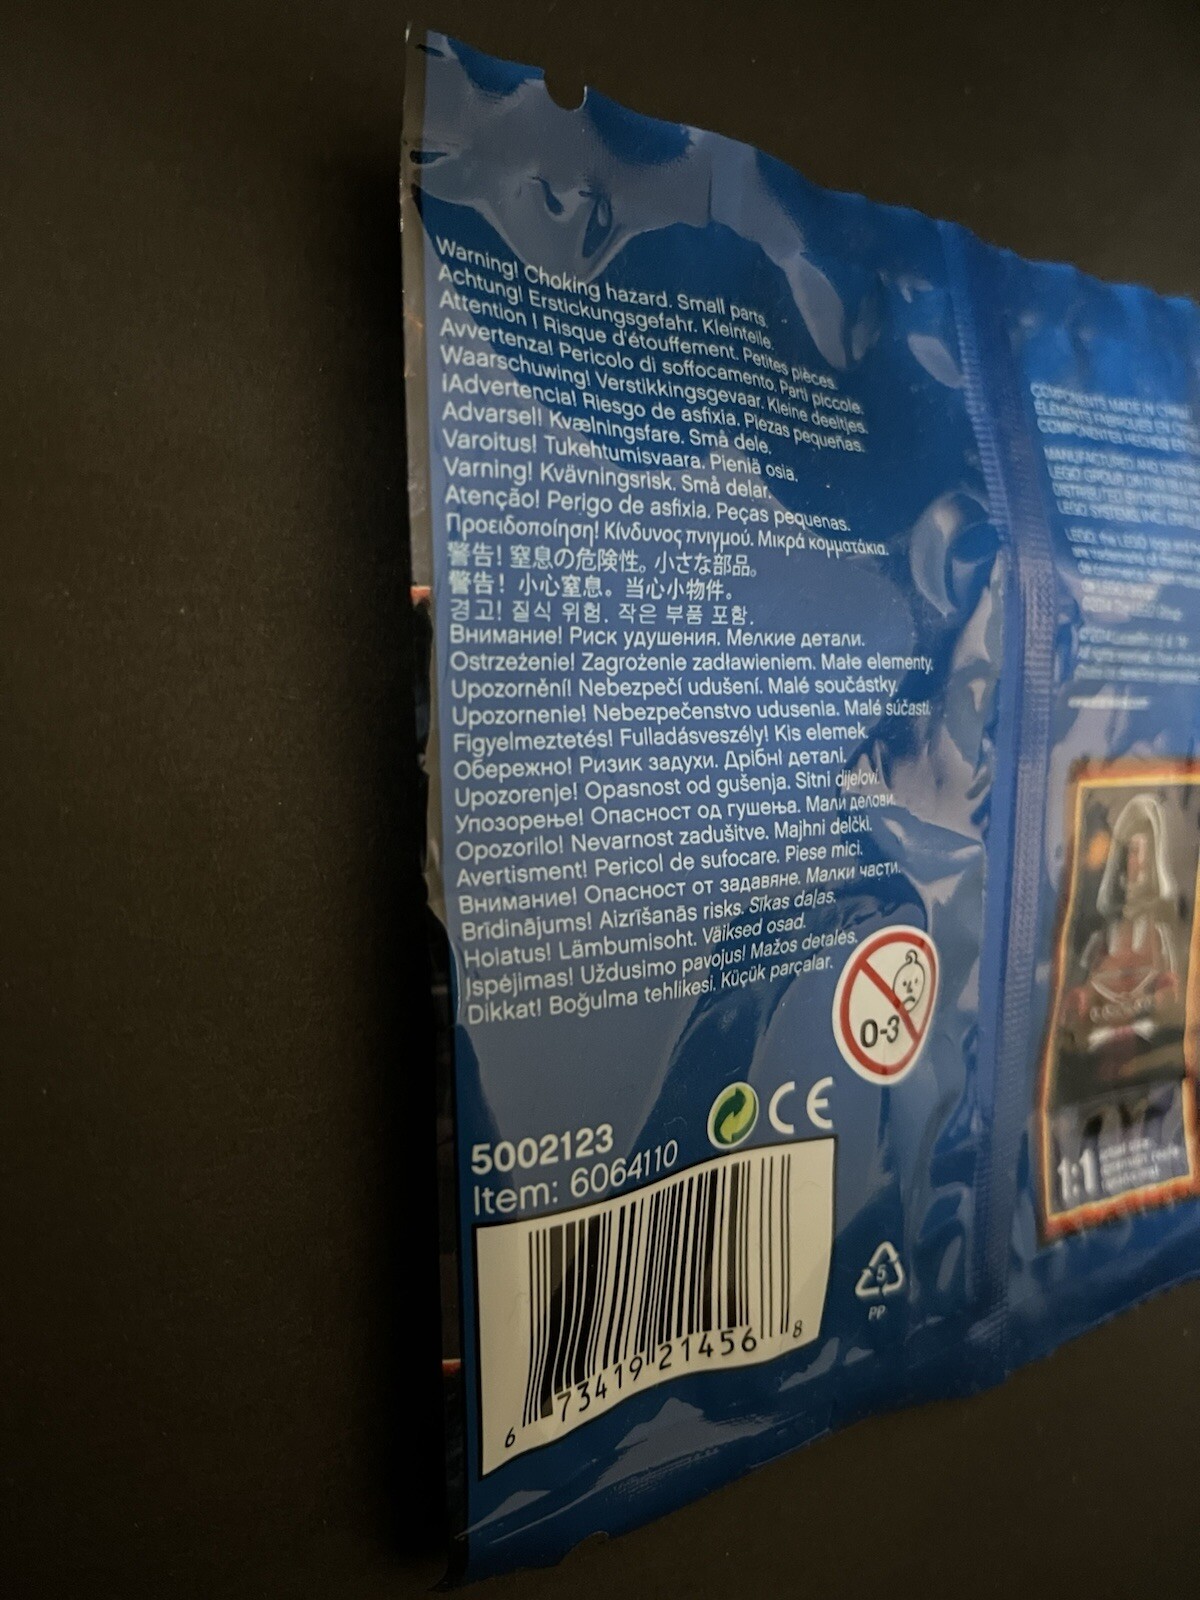 Warning! Choking hazard. Small parts.
Achtung! Erstickungsgefahr. Kleinteile.
Attention ! Risque d'étouffement. Petites pièces.
Avvertenza! Pericolo di soffocamento. Parti piccole.
Waarschuwing! Verstikkingsgevaar. Kleine deeltjes.
¡Advertencia! Riesgo de asfixia. Piezas pequeñas.
Advarsel! Kvælningsfare. Små dele.
Varoitus! Tukehtumisvaara. Pieniä osia.
Varning! Kvävningsrisk. Små delar.
Atenção! Perigo de asfixia. Peças pequenas.
Προειδοποίηση! Κίνδυνος πνιγμού. Μικρά κομματάκια.
警告! 窒息の危険性。小さな部品。
警告! 小心窒息。当心小物件。
경고! 질식 위험. 작은 부품 포함.
Внимание! Риск удушения. Мелкие детали.
Ostrzeżenie! Zagrożenie zadławieniem. Małe elementy.
Upozornění! Nebezpečí udušení. Malé součástky.
Upozornenie! Nebezpečenstvo udusenia. Malé súčasti.
Figyelmeztetés! Fulladásveszély! Kis elemek.
Обережно! Ризик задухи. Дрібні деталі.
Upozorenje! Opasnost od gušenja. Sitni dijelovi.
Упозорење! Опасност од гушења. Мали делови.
Opozorilo! Nevarnost zadušitve. Majhni delčki.
Avertisment! Pericol de sufocare. Piese mici.
Внимание! Опасност от задавяне. Малки части.
Brīdinājums! Aizrīšanās risks. Sīkas daļas.
Hoiatus! Lämbumisoht. Väiksed osad.
Įspėjimas! Uždusimo pavojus! Mažos detalės.
Dikkat! Boğulma tehlikesi. Küçük parçalar.
0-3
CE
5002123
Item: 6064110
6 73419 21456 8
5
PP
COMPONENTS MADE IN
MANUFACTURED AND
LEGO
1:1